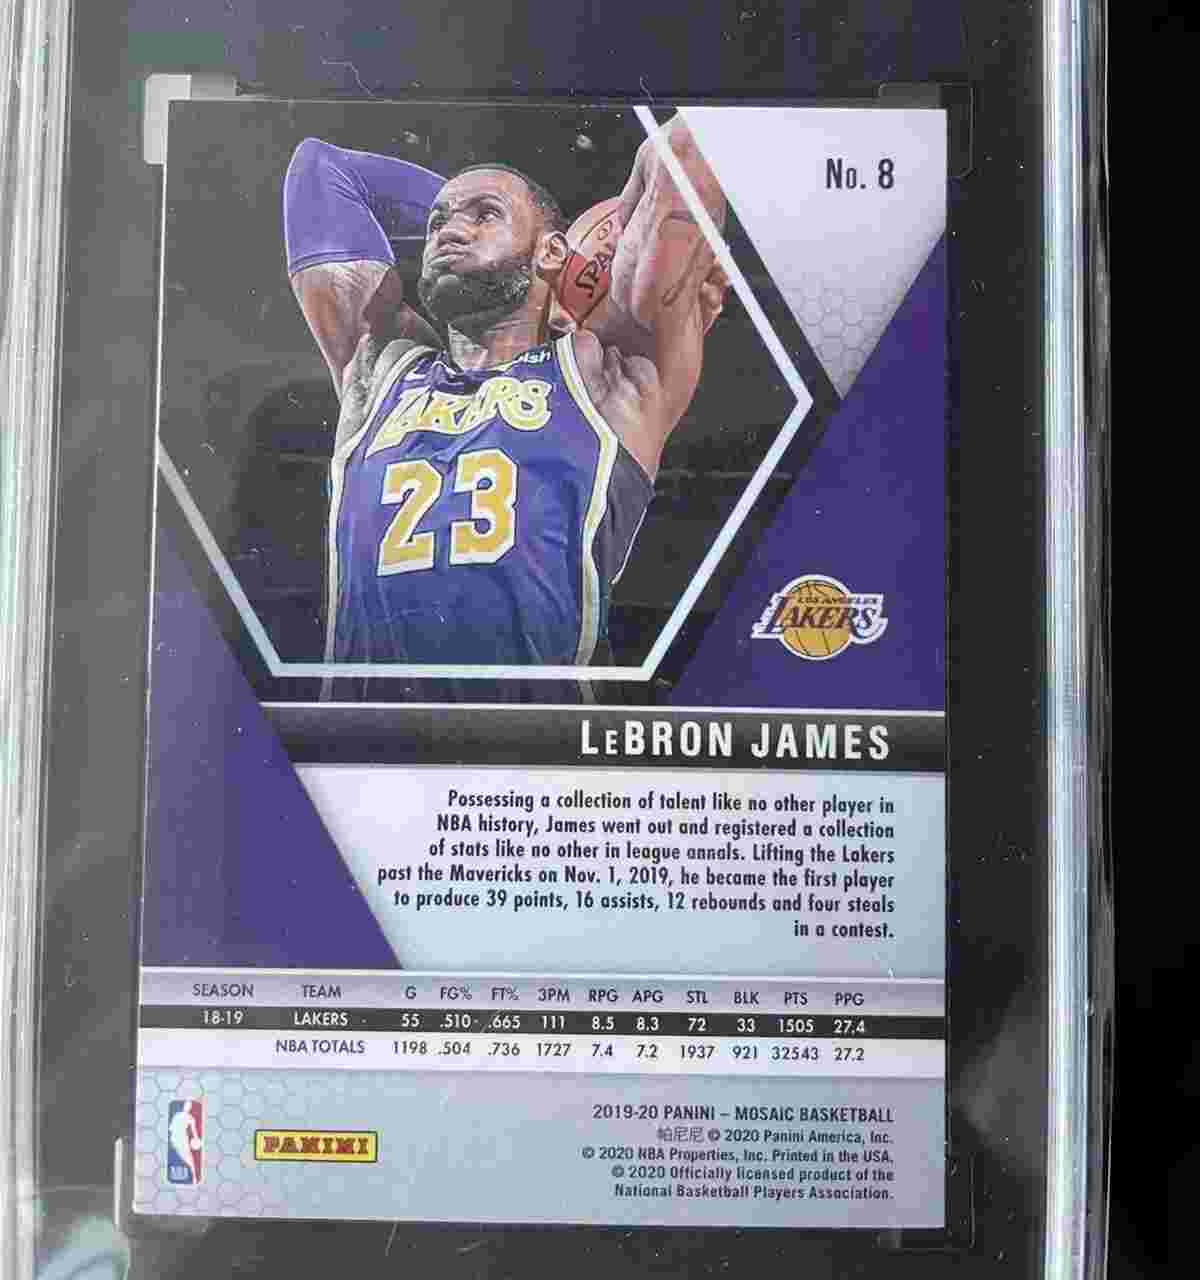 No. 8
SPA
wish
LAKERS
23
LOS ANGELES
LAKERS
LeBRON JAMES
Possessing a collection of talent like no other player in
NBA history, James went out and registered a collection
of stats like no other in league annals. Lifting the Lakers
past the Mavericks on Nov. 1, 2019, he became the first player
to produce 39 points, 16 assists, 12 rebounds and four steals
in a contest.
SEASON TEAM G FG% FT% 3PM RPG APG STL BLK PTS PPG
18-19 LAKERS 55 .510 .665 111 8.5 8.3 72 33 1505 27.4
NBA TOTALS 1198 .504 .736 1727 7.4 7.2 1937 921 32543 27.2
NBA
PANINI
2019-20 PANINI – MOSAIC BASKETBALL
帕尼尼 © 2020 Panini America, Inc.
© 2020 NBA Properties, Inc. Printed in the USA.
© 2020 Officially licensed product of the
National Basketball Players Association.